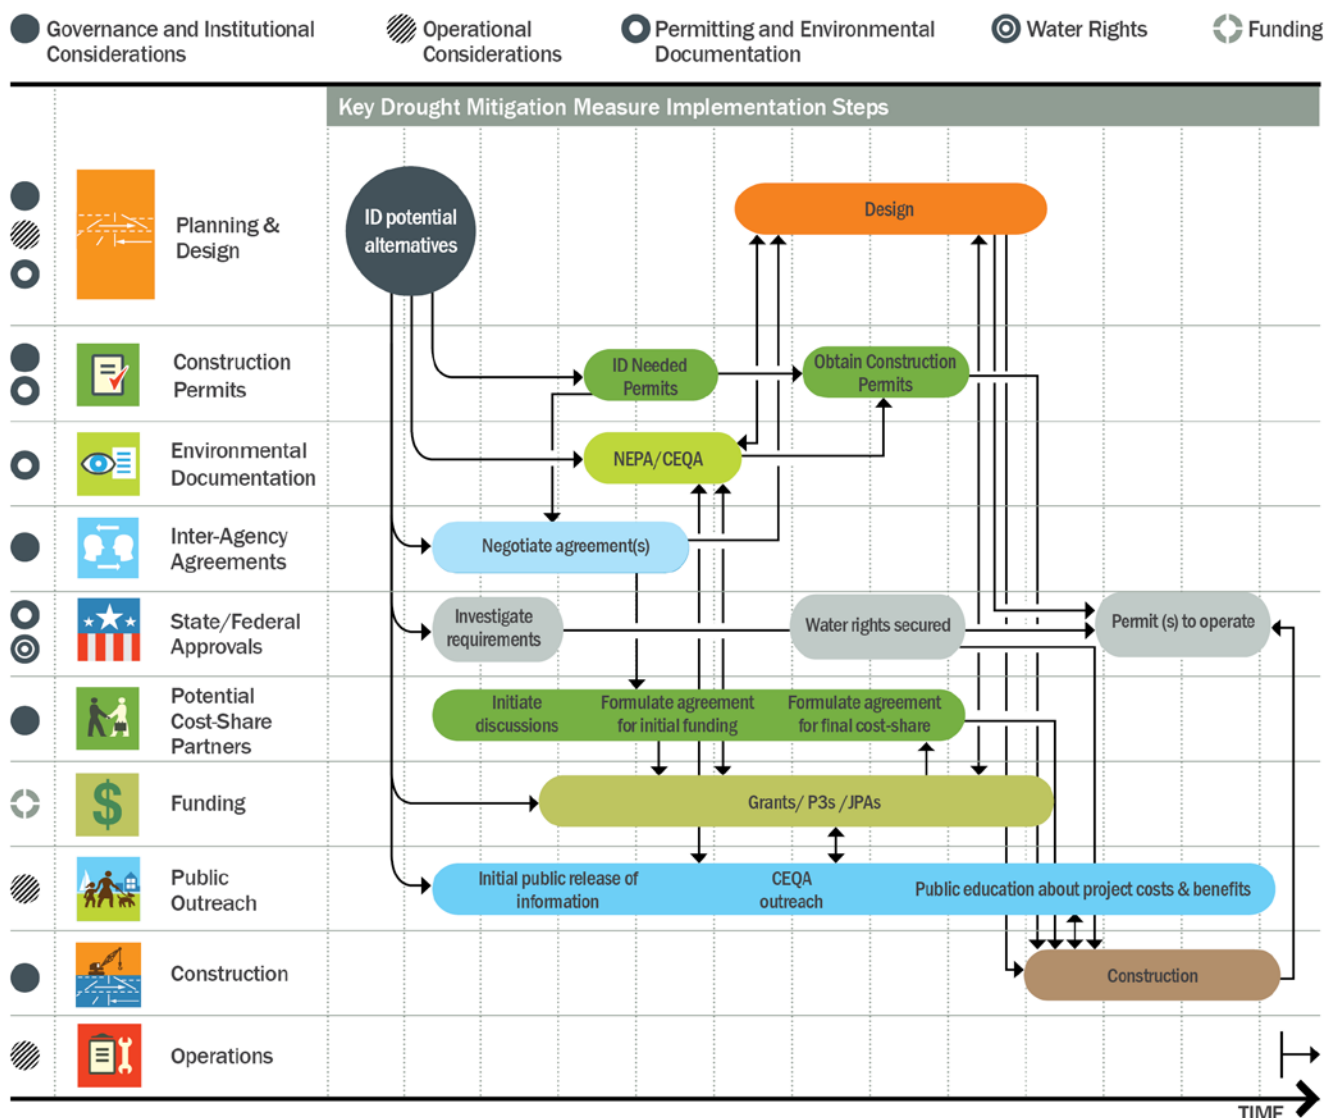 Governance and Institutional
Considerations
Operational
Considerations
Permitting and Environmental
Documentation
Water Rights
Funding
Key Drought Mitigation Measure Implementation Steps
Planning &
Design
ID potential
alternatives
Design
Construction
Permits
ID Needed
Permits
Obtain Construction
Permits
Environmental
Documentation
NEPA/CEQA
Inter-Agency
Agreements
Negotiate agreement(s)
State/Federal
Approvals
Investigate
requirements
Water rights secured
Permit (s) to operate
Potential
Cost-Share
Partners
Initiate
discussions
Formulate agreement
for initial funding
Formulate agreement
for final cost-share
$
Funding
Grants/ P3s /JPAs
Public
Outreach
Initial public release of
information
CEQA
outreach
Public education about project costs & benefits
Construction
Construction
Operations
TIME